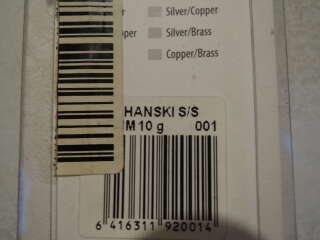 Silver/Copper
Silver/Brass
Copper/Brass
HANSKI S/S
10 g 001
6 416311 920014